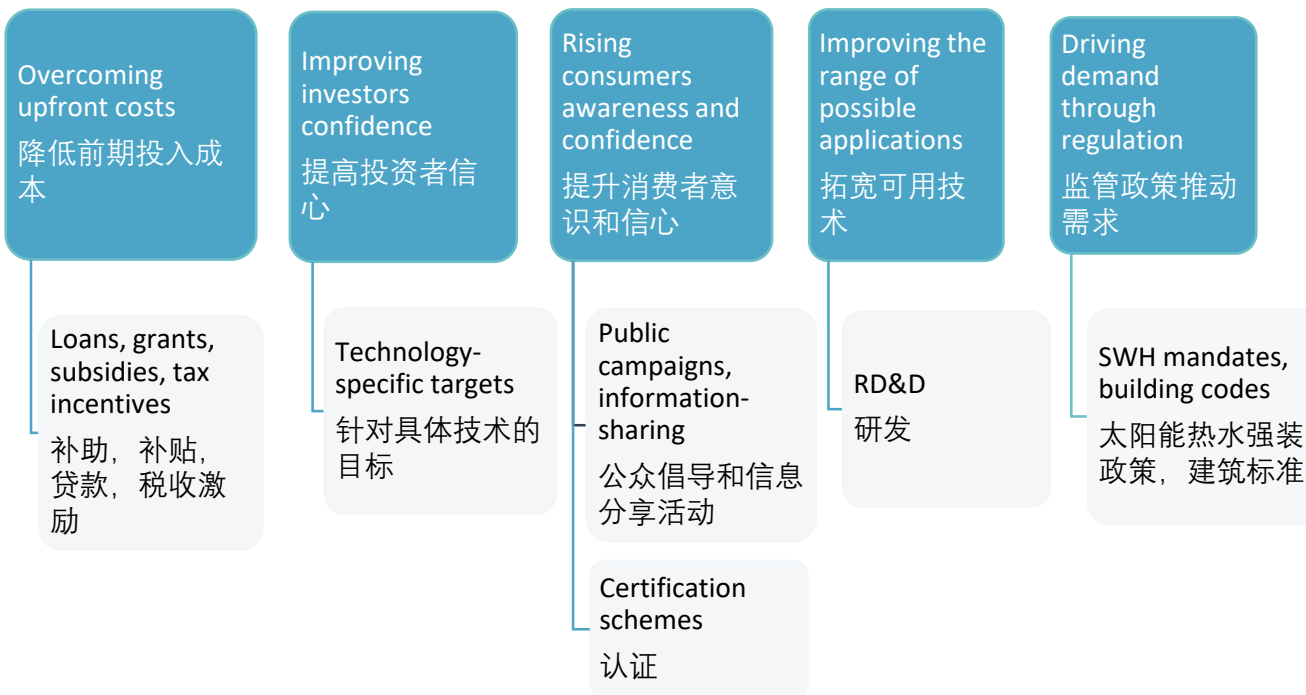 Overcoming
upfront costs
降低前期投入成
本
Loans, grants,
subsidies, tax
incentives
补助，补贴，
贷款，税收激
励
Improving
investors
confidence
提高投资者信
心
Technology-
specific targets
针对具体技术的
目标
Rising
consumers
awareness and
confidence
提升消费者意
识和信心
Public
campaigns,
information-
sharing
公众倡导和信息
分享活动
Certification
schemes
认证
Improving the
range of
possible
applications
拓宽可用技
术
RD&D
研发
Driving
demand
through
regulation
监管政策推动
需求
SWH mandates,
building codes
太阳能热水强装
政策，建筑标准